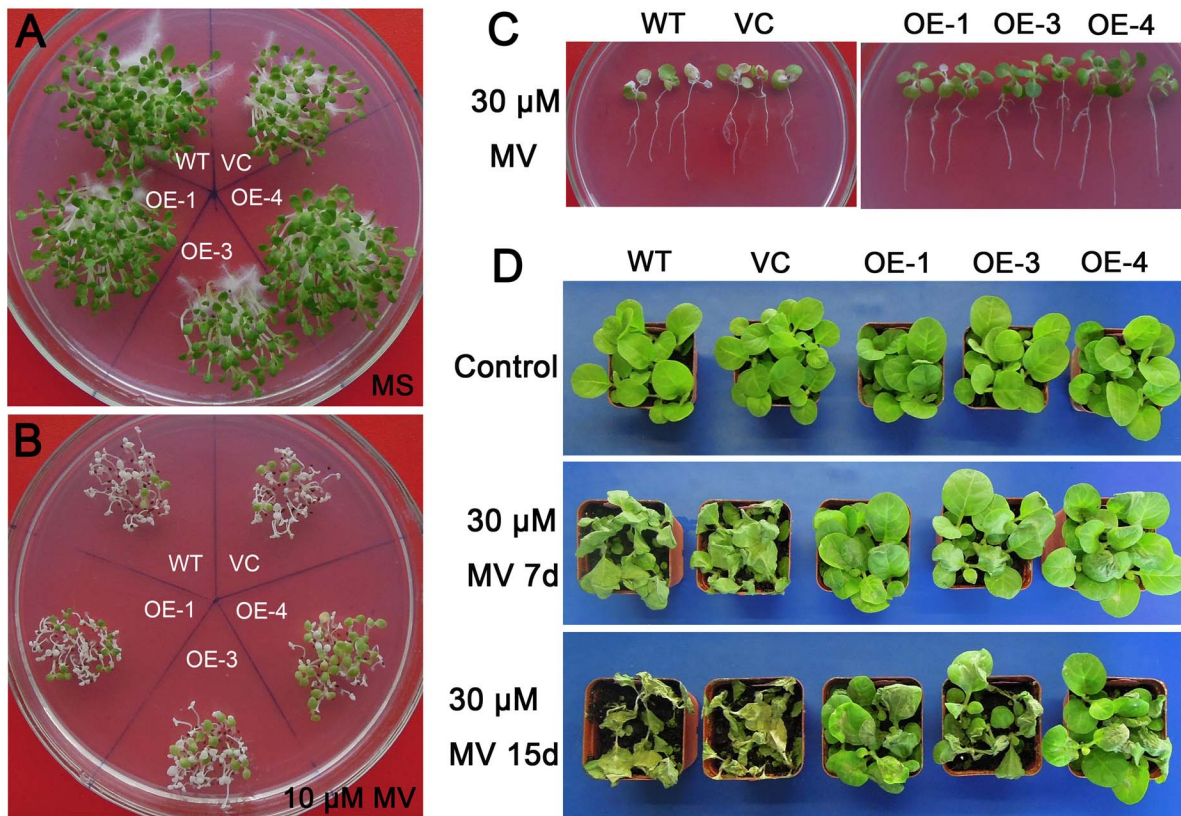 A
WT VC
OE-1 OE-4
OE-3
MS
B
WT VC
OE-1 OE-4
OE-3
10 µM MV
C
WT VC OE-1 OE-3 OE-4
30 µM
MV
D
WT VC OE-1 OE-3 OE-4
Control
30 µM
MV 7d
30 µM
MV 15d